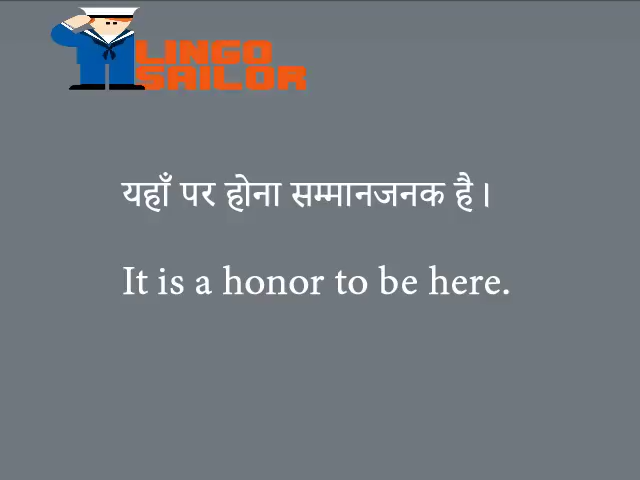 LINGO
SAILOR
यहाँ पर होना सम्मानजनक है।
It is a honor to be here.